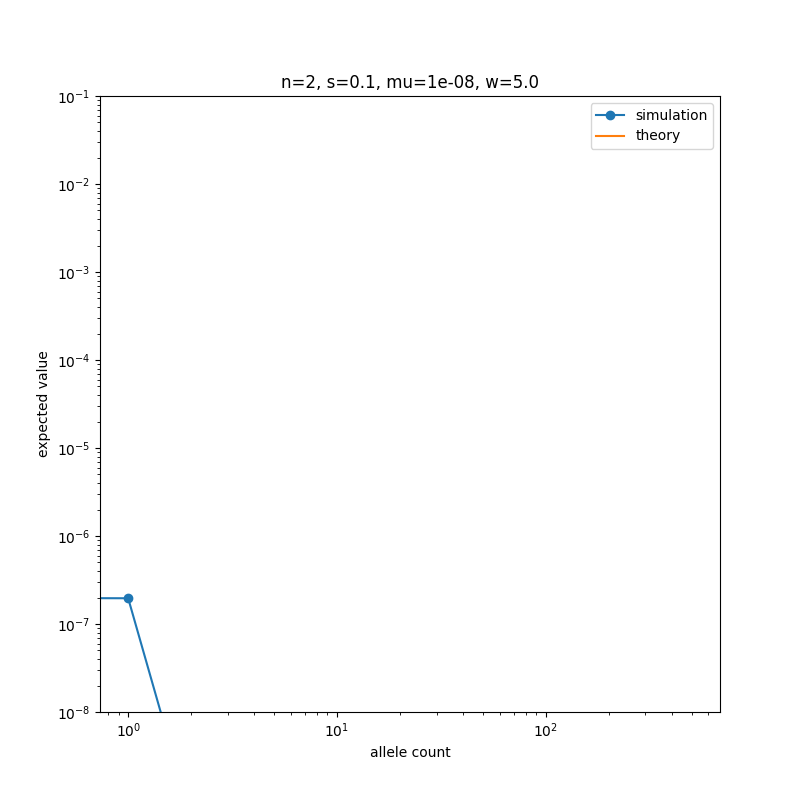 n=2, s=0.1, mu=1e-08, w=5.0
simulation
theory
10⁻¹
10⁻²
10⁻³
10⁻⁴
10⁻⁵
10⁻⁶
10⁻⁷
10⁻⁸
expected value
10⁰ 10¹ 10²
allele count